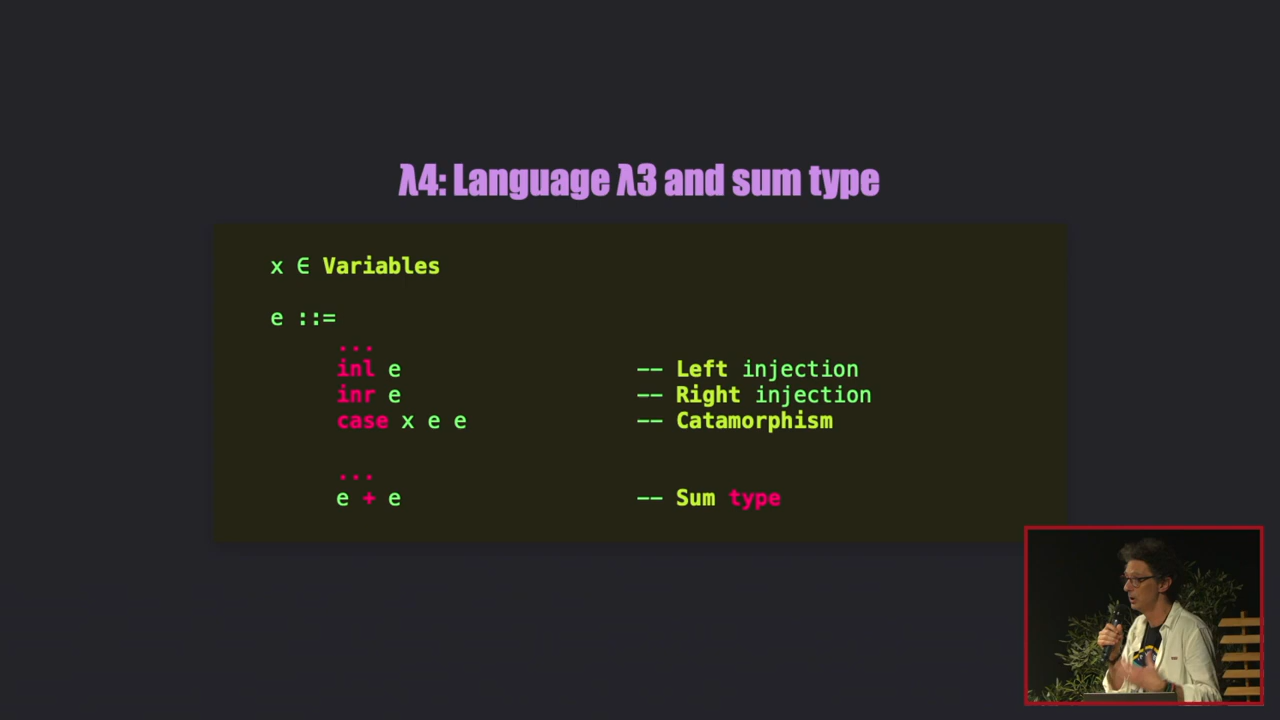 λ4: Language λ3 and sum type
x ∈ Variables
e ::=
...
inl e -- Left injection
inr e -- Right injection
case x e e -- Catamorphism
...
e + e -- Sum type